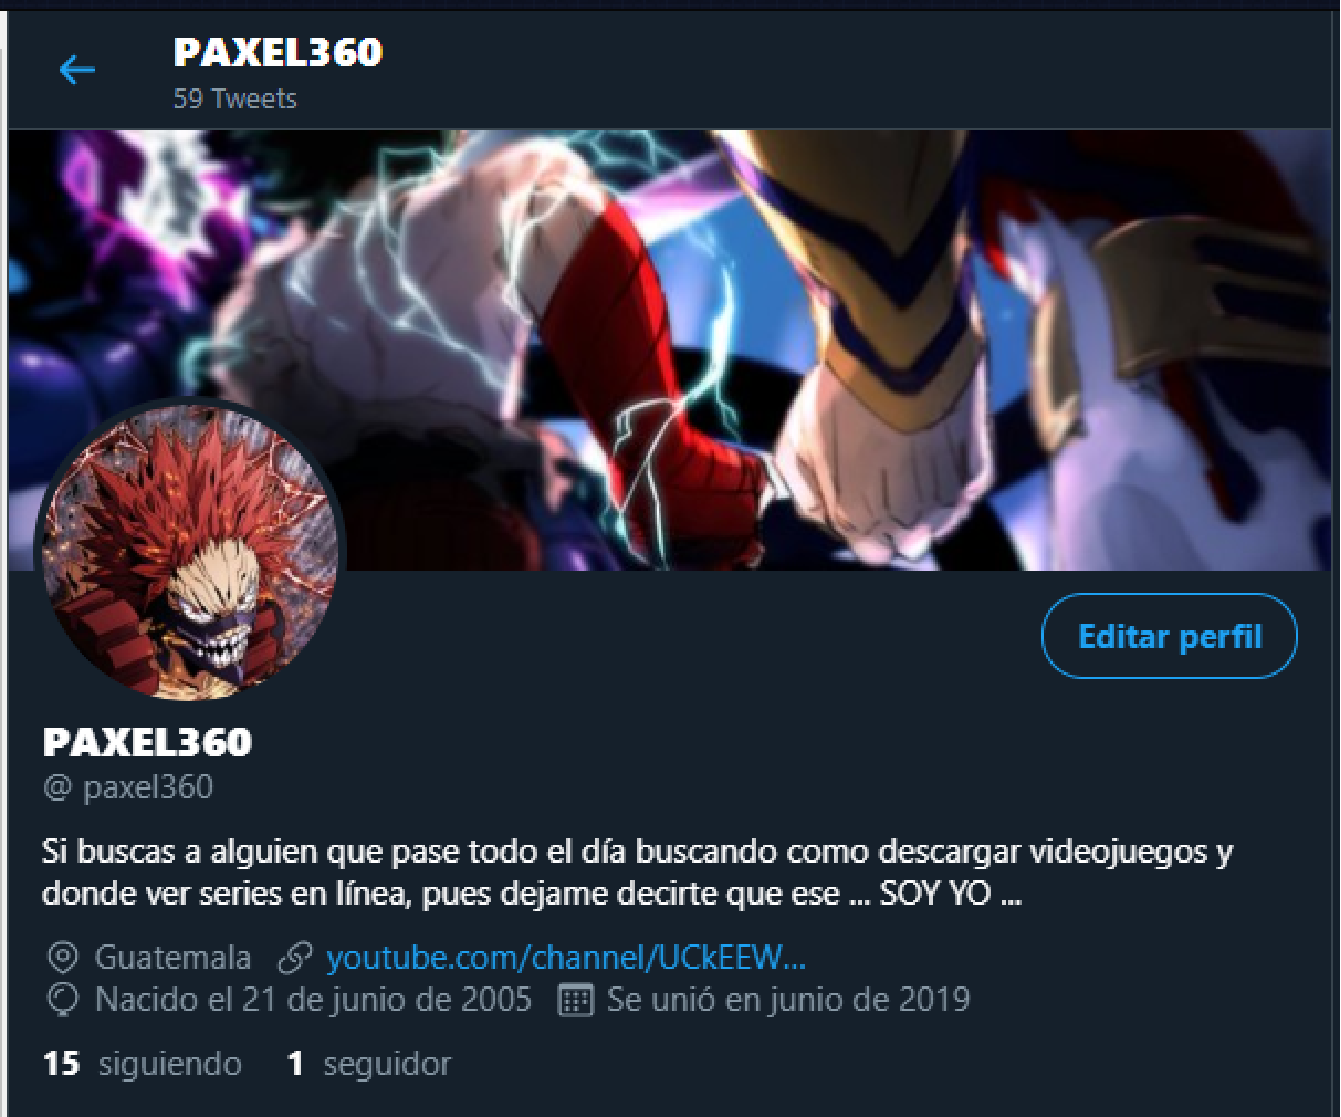 PAXEL360
59 Tweets
Editar perfil
PAXEL360
@ paxel360
Si buscas a alguien que pase todo el día buscando como descargar videojuegos y
donde ver series en línea, pues dejame decirte que ese ... SOY YO ...
Guatemala youtube.com/channel/UCkEEW...
Nacido el 21 de junio de 2005 Se unió en junio de 2019
15 siguiendo 1 seguidor